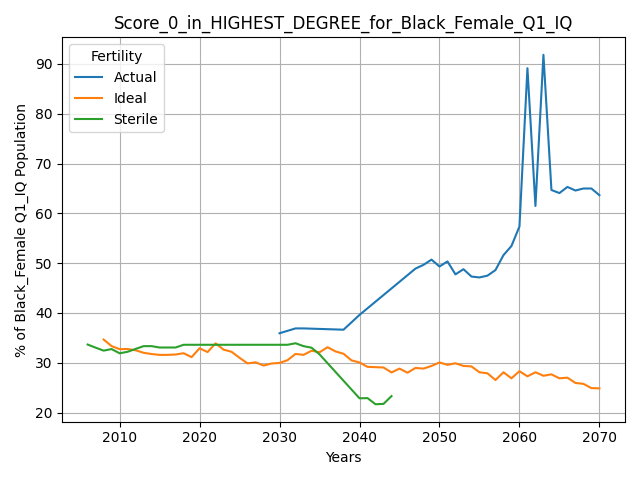 Score_0_in_HIGHEST_DEGREE_for_Black_Female_Q1_IQ
Fertility
Actual
Ideal
Sterile
% of Black_Female Q1_IQ Population
90
80
70
60
50
40
30
20
2010
2020
2030
2040
2050
2060
2070
Years